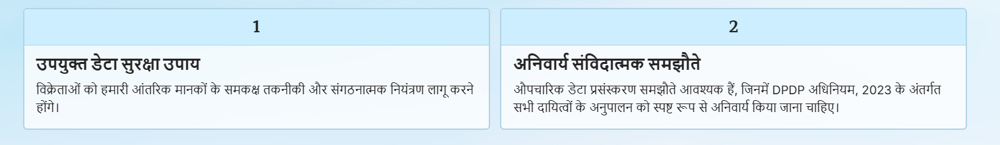 1
उपयुक्त डेटा सुरक्षा उपाय
विक्रेताओं को हमारी आंतरिक मानकों के समकक्ष तकनीकी और संगठनात्मक नियंत्रण लागू करने
होंगे।
2
अनिवार्य संविदात्मक समझौते
औपचारिक डेटा प्रसंस्करण समझौते आवश्यक हैं, जिनमें DPDP अधिनियम, 2023 के अंतर्गत
सभी दायित्वों के अनुपालन को स्पष्ट रूप से अनिवार्य किया जाना चाहिए।